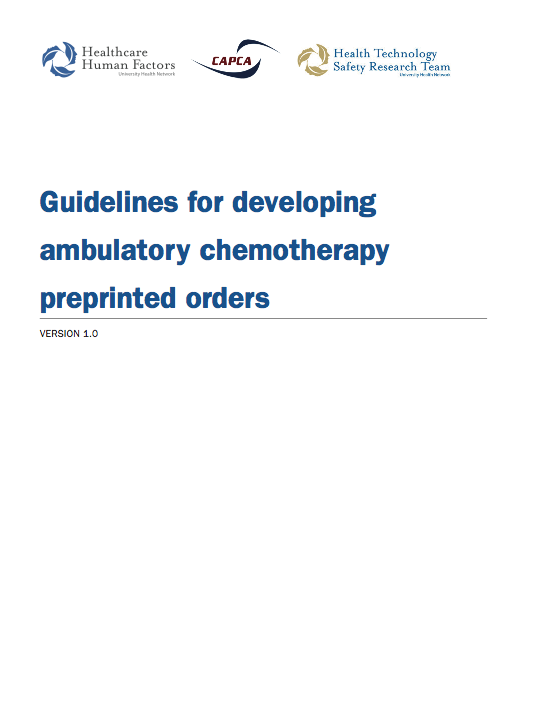 Healthcare
Human Factors
University Health Network
CAPCA
Health Technology
Safety Research Team
University Health Network
Guidelines for developing
ambulatory chemotherapy
preprinted orders
VERSION 1.0